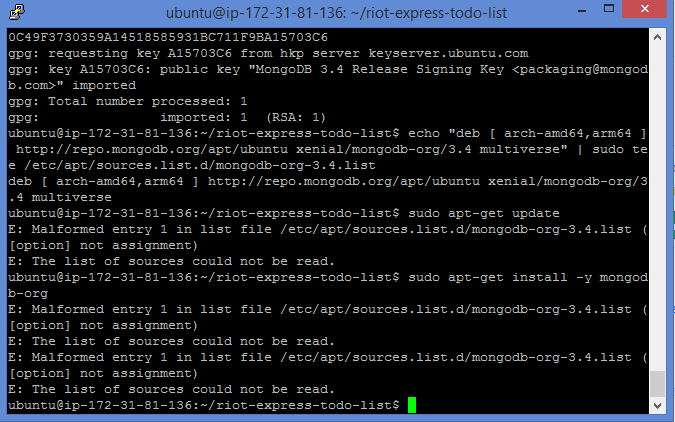 ubuntu@ip-172-31-81-136: ~/riot-express-todo-list
0C49F3730359A14518585931BC711F9BA15703C6
gpg: requesting key A15703C6 from hkp server keyserver.ubuntu.com
gpg: key A15703C6: public key "MongoDB 3.4 Release Signing Key <packaging@mongod
b.com>" imported
gpg: Total number processed: 1
gpg:               imported: 1  (RSA: 1)
ubuntu@ip-172-31-81-136:~/riot-express-todo-list$ echo "deb [ arch-amd64,arm64 ]
 http://repo.mongodb.org/apt/ubuntu xenial/mongodb-org/3.4 multiverse" | sudo te
e /etc/apt/sources.list.d/mongodb-org-3.4.list
deb [ arch-amd64,arm64 ] http://repo.mongodb.org/apt/ubuntu xenial/mongodb-org/3
.4 multiverse
ubuntu@ip-172-31-81-136:~/riot-express-todo-list$ sudo apt-get update
E: Malformed entry 1 in list file /etc/apt/sources.list.d/mongodb-org-3.4.list (
[option] not assignment)
E: The list of sources could not be read.
ubuntu@ip-172-31-81-136:~/riot-express-todo-list$ sudo apt-get install -y mongod
b-org
E: Malformed entry 1 in list file /etc/apt/sources.list.d/mongodb-org-3.4.list (
[option] not assignment)
E: The list of sources could not be read.
E: Malformed entry 1 in list file /etc/apt/sources.list.d/mongodb-org-3.4.list (
[option] not assignment)
E: The list of sources could not be read.
ubuntu@ip-172-31-81-136:~/riot-express-todo-list$